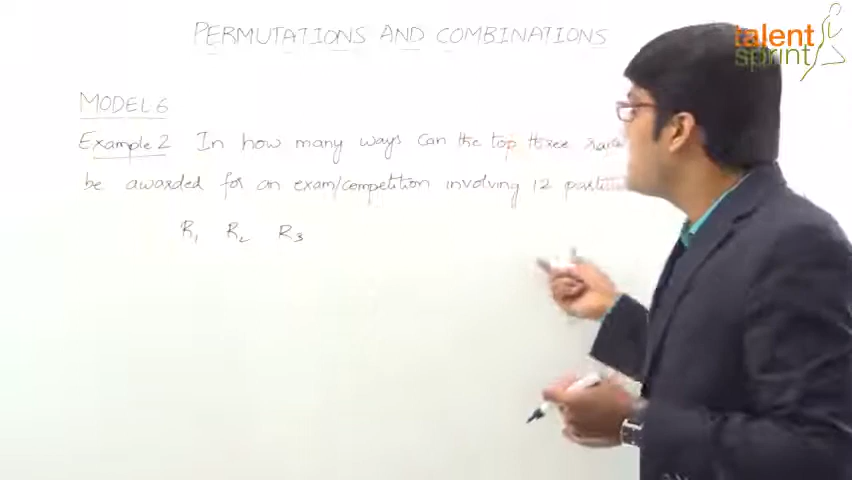 PERMUTATIONS AND COMBINATIONS
talent
sprint
MODEL 6
Example 2 In how many ways can the top three
be awarded for an exam/competition involving 12
R1 R2 R3